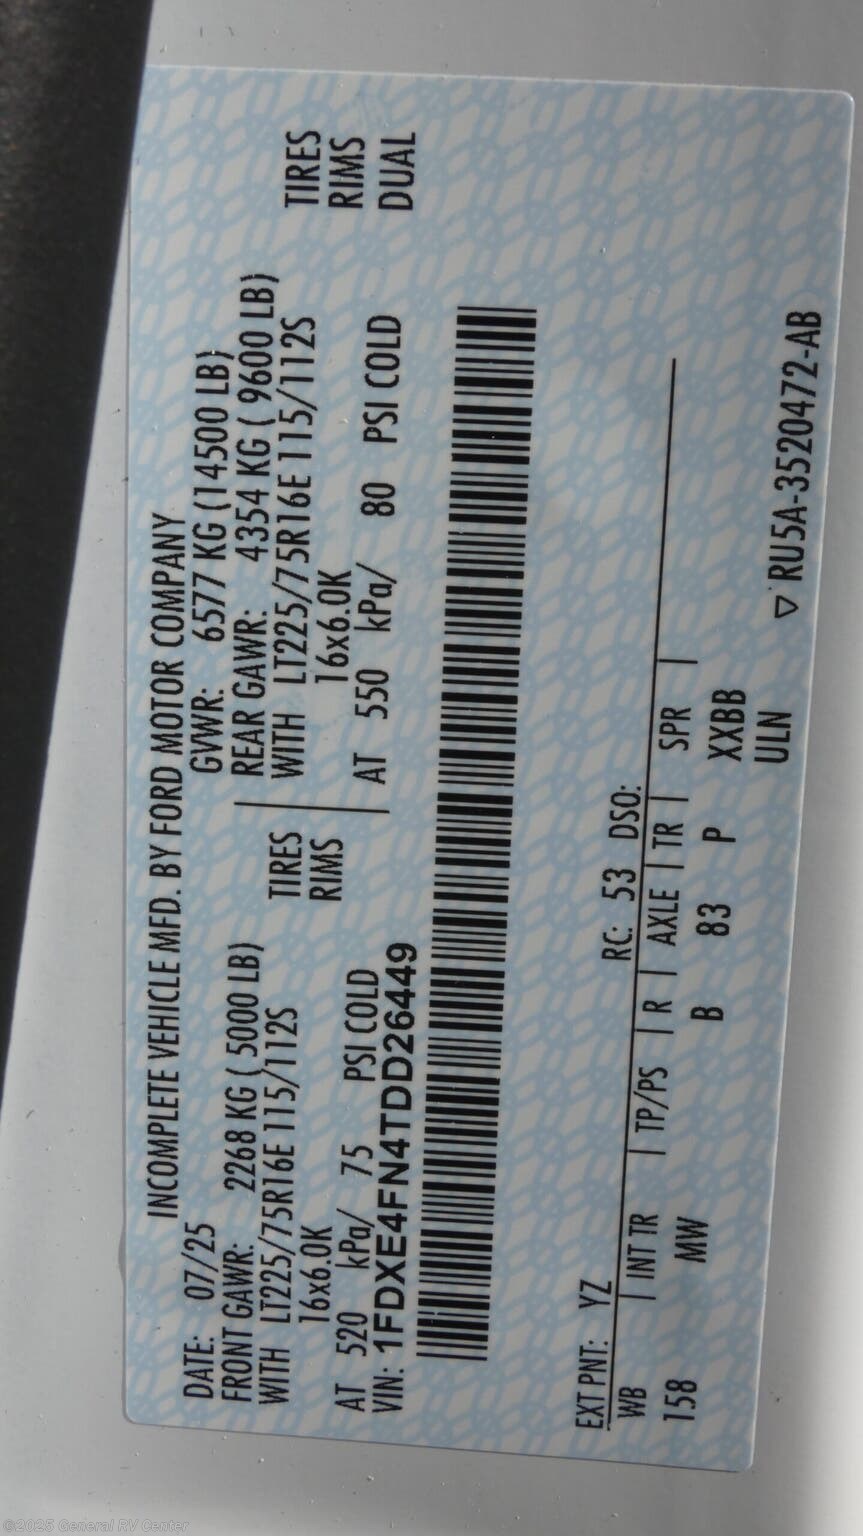 INCOMPLETE VEHICLE MFD. BY FORD MOTOR COMPANY
DATE: 07/25 GVWR: 6577 KG (14500 LB)
FRONT GAWR: 2268 KG ( 5000 LB) REAR GAWR: 4354 KG ( 9600 LB)
WITH LT225/75R16E 115/112S TIRES WITH LT225/75R16E 115/112S TIRES
16x6.0K RIMS 16x6.0K RIMS
AT 520 kPa/ 75 PSI COLD AT 550 kPa/ 80 PSI COLD DUAL
VIN: 1FDXE4FN4TDD26449
EXT PNT: YZ RC: 53 DSO:
WB | INT TR | TP/PS | R | AXLE | TR | SPR |
158 MW B 83 P XXBB
ULN
▽ RU5A-3520472-AB
©2025 General RV Center